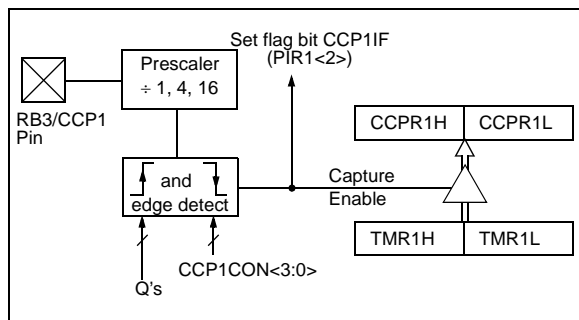 Set flag bit CCP1IF
(PIR1<2>)
Prescaler
÷ 1, 4, 16
RB3/CCP1
Pin
CCPR1H
CCPR1L
and
edge detect
Capture
Enable
TMR1H
TMR1L
CCP1CON<3:0>
Q's